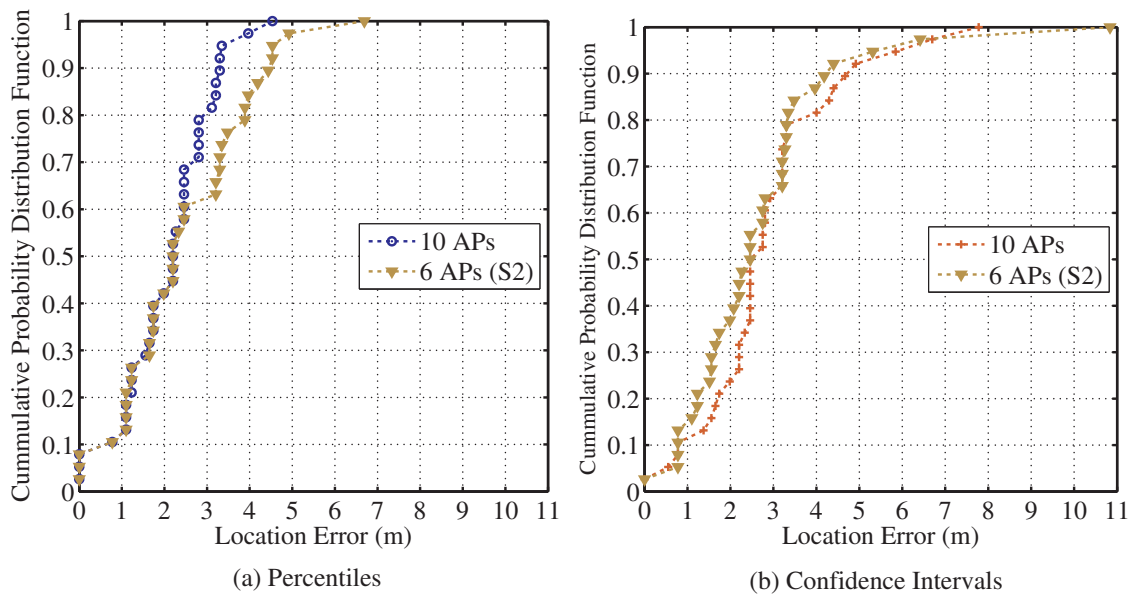 Cummulative Probability Distribution Function
1
0.9
0.8
0.7
0.6
0.5
0.4
0.3
0.2
0.1
0
10 APs
6 APs (S2)
0 1 2 3 4 5 6 7 8 9 10 11
Location Error (m)
(a) Percentiles
Cummulative Probability Distribution Function
1
0.9
0.8
0.7
0.6
0.5
0.4
0.3
0.2
0.1
0
10 APs
6 APs (S2)
0 1 2 3 4 5 6 7 8 9 10 11
Location Error (m)
(b) Confidence Intervals